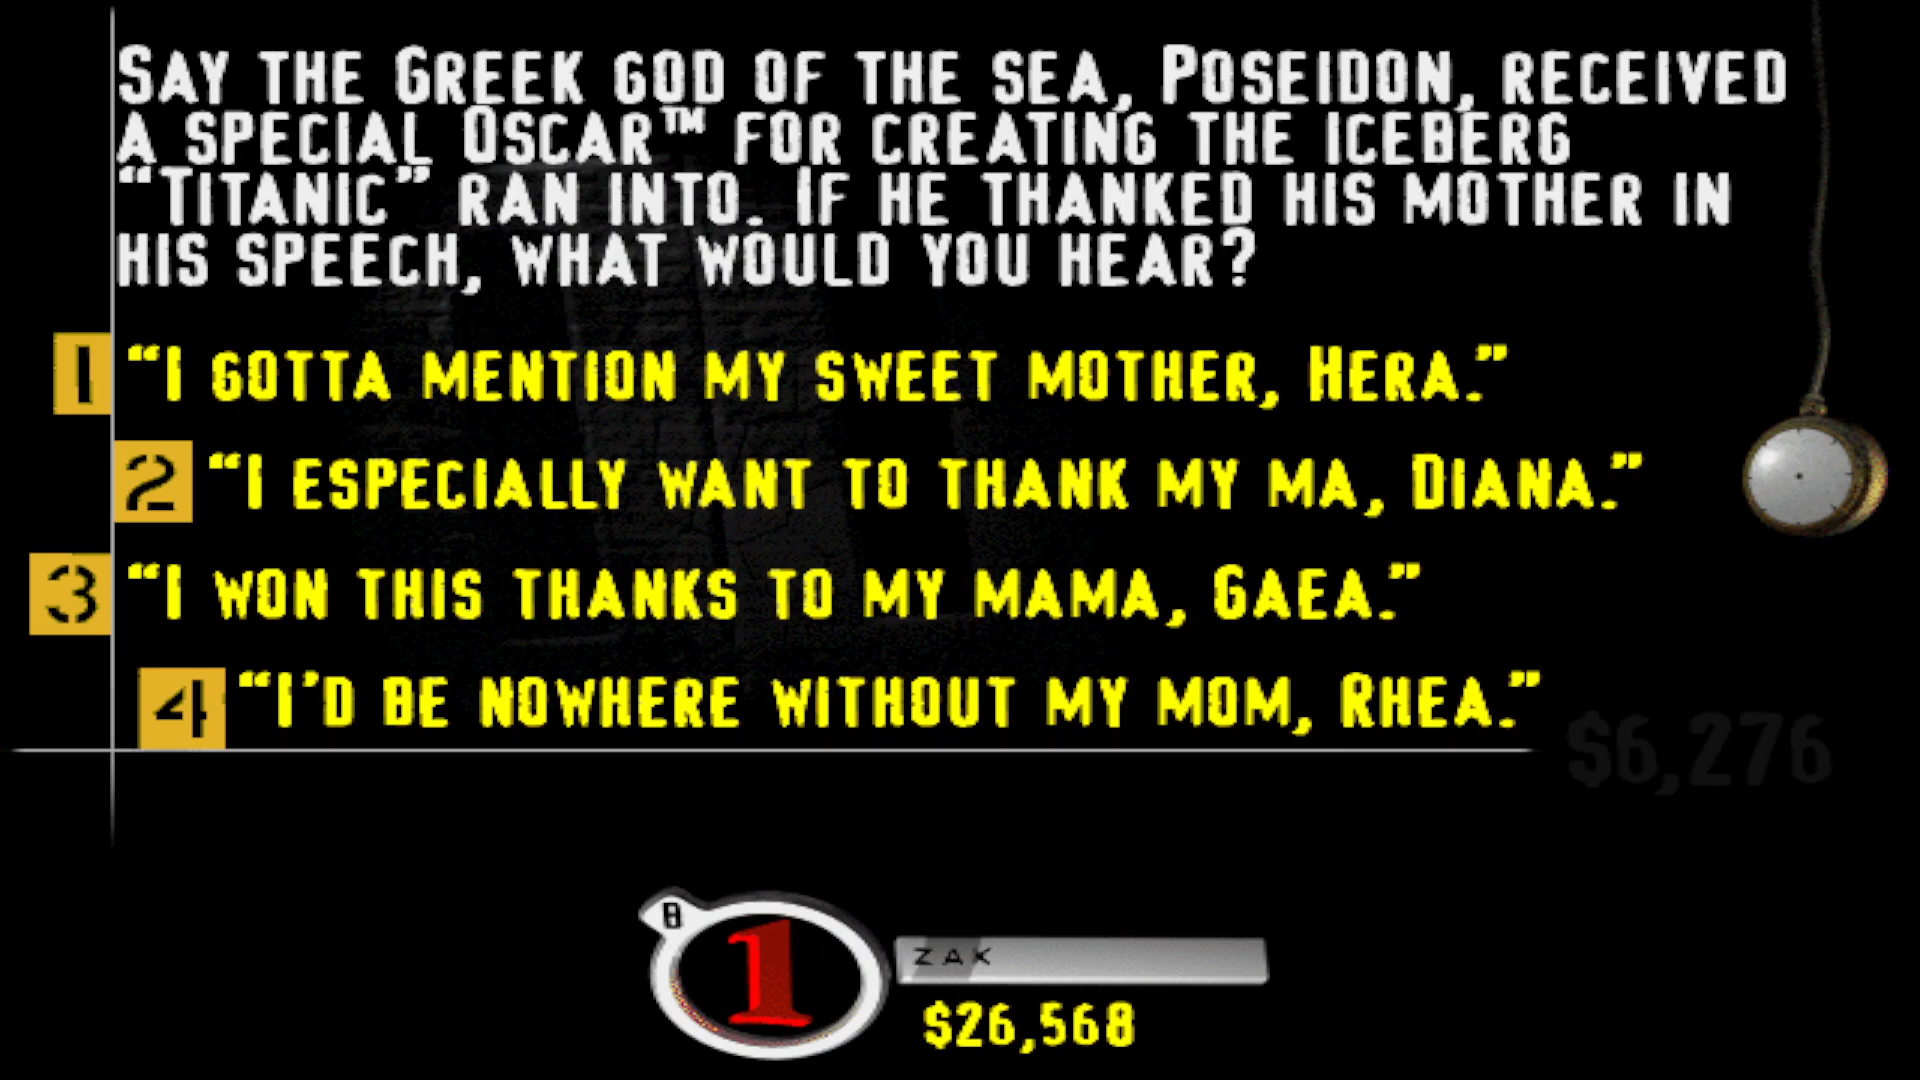 Say the Greek god of the sea, Poseidon, received
a special Oscar™ for creating the iceberg
“Titanic” ran into. If he thanked his mother in
his speech, what would you hear?
1 “I gotta mention my sweet mother, Hera.”
2 “I especially want to thank my ma, Diana.”
3 “I won this thanks to my mama, Gaea.”
4 “I’d be nowhere without my mom, Rhea.”
$6,276
B
1
ZAK
$26,568